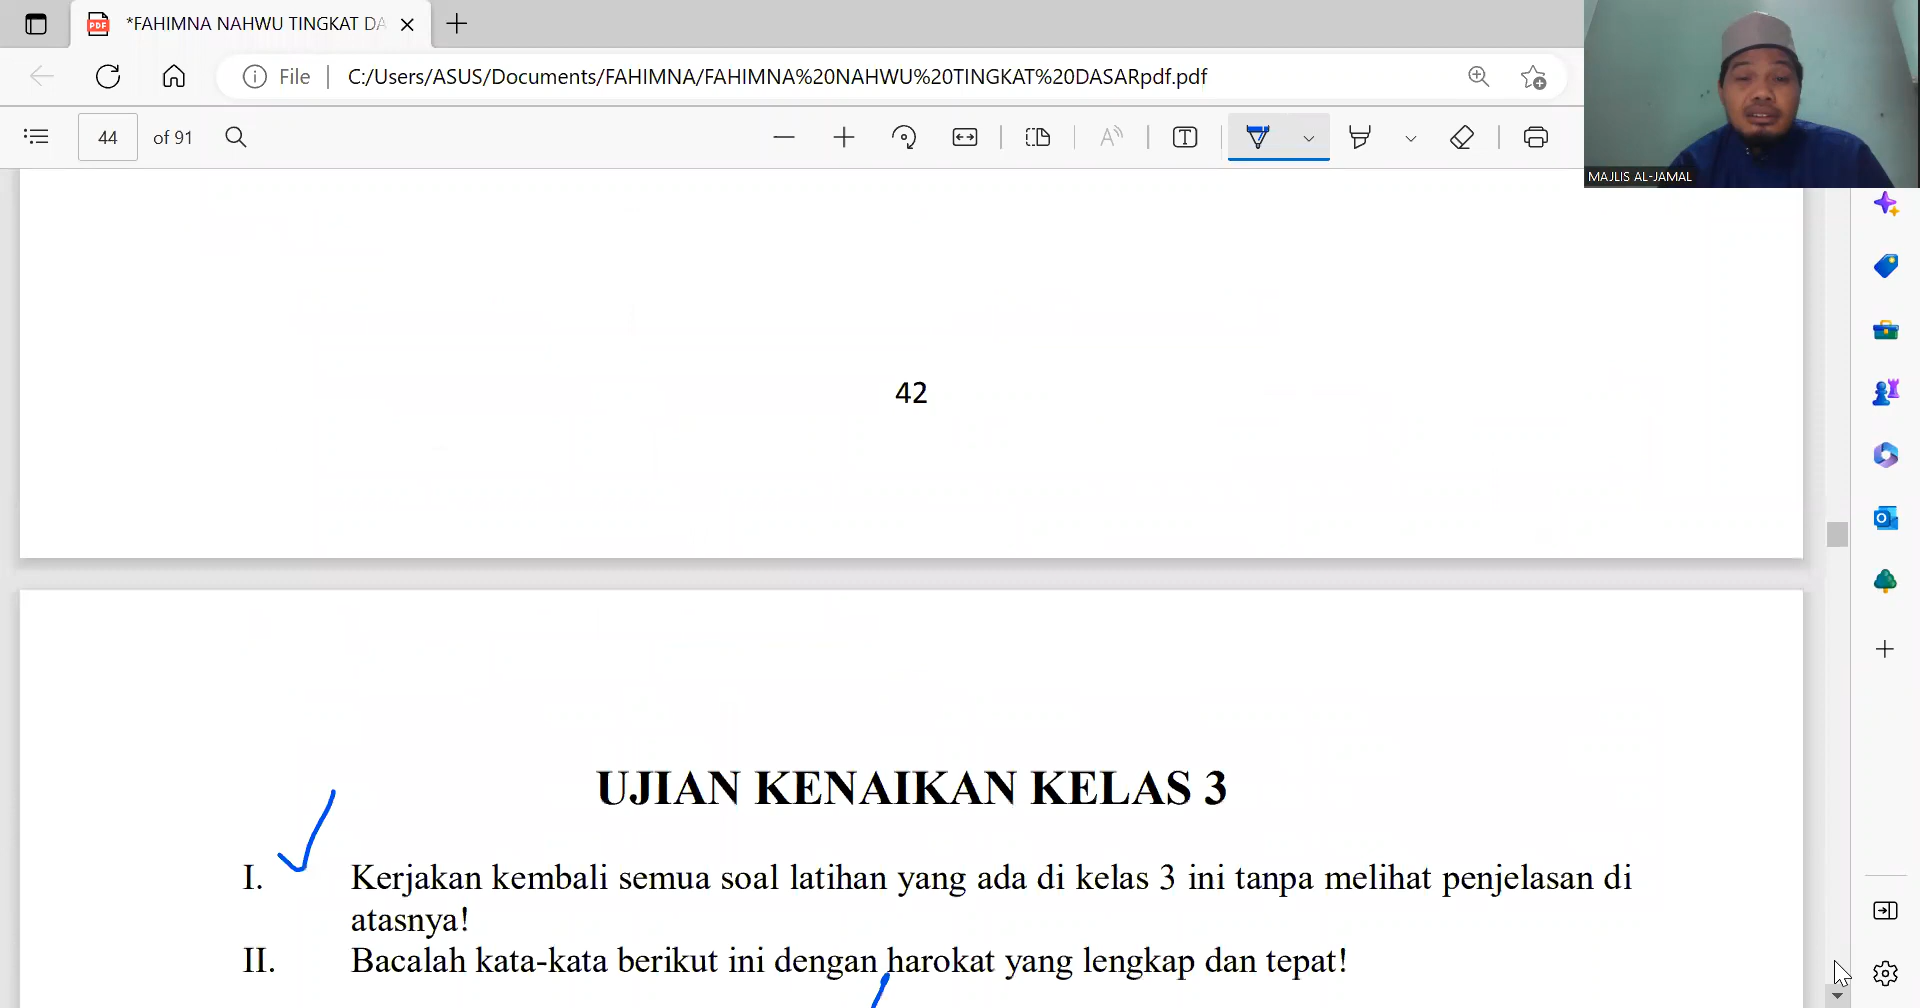 *FAHIMNA NAHWU TINGKAT DA
File
C:/Users/ASUS/Documents/FAHIMNA/FAHIMNA%20NAHWU%20TINGKAT%20DASARpdf.pdf
44 of 91
MAJLIS AL-JAMAL
42
UJIAN KENAIKAN KELAS 3
I. Kerjakan kembali semua soal latihan yang ada di kelas 3 ini tanpa melihat penjelasan di
atasnya!
II. Bacalah kata-kata berikut ini dengan harokat yang lengkap dan tepat!